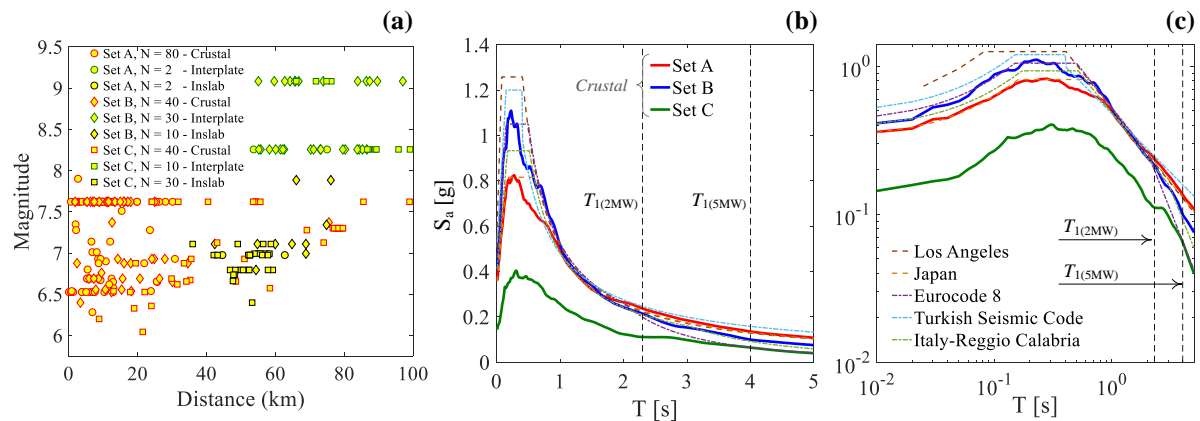 (a)
9.5
9
8.5
8
7.5
7
6.5
6
Magnitude
Set A, N = 80 - Crustal
Set A, N = 2 - Interplate
Set A, N = 2 - Inslab
Set B, N = 40 - Crustal
Set B, N = 30 - Interplate
Set B, N = 10 - Inslab
Set C, N = 40 - Crustal
Set C, N = 10 - Interplate
Set C, N = 30 - Inslab
0 20 40 60 80 100
Distance (km)
(b)
1.4
1.2
1
0.8
0.6
0.4
0.2
0
Sa [g]
Crustal
Set A
Set B
Set C
T1(2MW)
T1(5MW)
0 1 2 3 4 5
T [s]
(c)
10^0
10^-1
10^-2
T1(2MW)
T1(5MW)
Los Angeles
Japan
Eurocode 8
Turkish Seismic Code
Italy-Reggio Calabria
10^-2 10^-1 10^0
T [s]